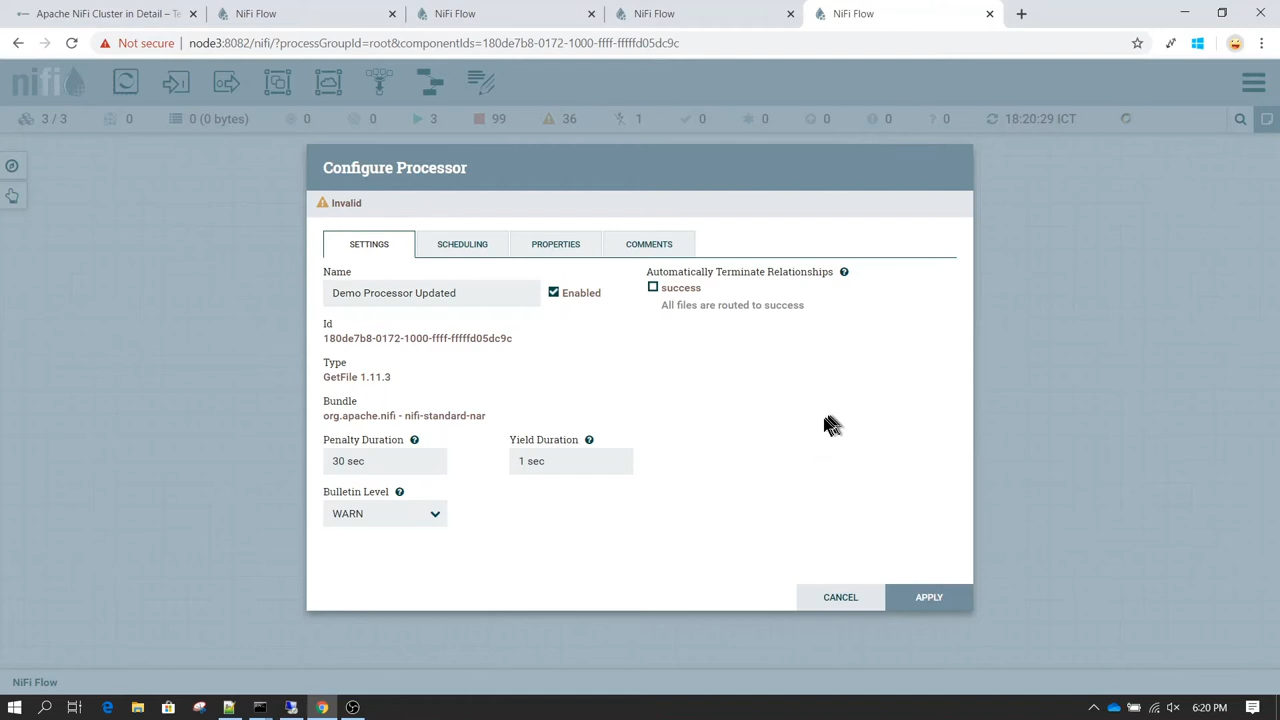 Apache NiFi Cluster in Detail – Te
NiFi Flow
NiFi Flow
NiFi Flow
NiFi Flow
Not secure
node3:8082/nifi/?processGroupId=root&componentIds=180de7b8-0172-1000-ffff-fffffd05dc9c
nifi
3 / 3
0
0 (0 bytes)
0
0
3
99
36
1
0
0
0
0
0
18:20:29 ICT
Configure Processor
Invalid
SETTINGS
SCHEDULING
PROPERTIES
COMMENTS
Name
Demo Processor Updated
Enabled
Id
180de7b8-0172-1000-ffff-fffffd05dc9c
Type
GetFile 1.11.3
Bundle
org.apache.nifi - nifi-standard-nar
Penalty Duration
30 sec
Yield Duration
1 sec
Bulletin Level
WARN
Automatically Terminate Relationships
success
All files are routed to success
CANCEL
APPLY
NiFi Flow
6:20 PM